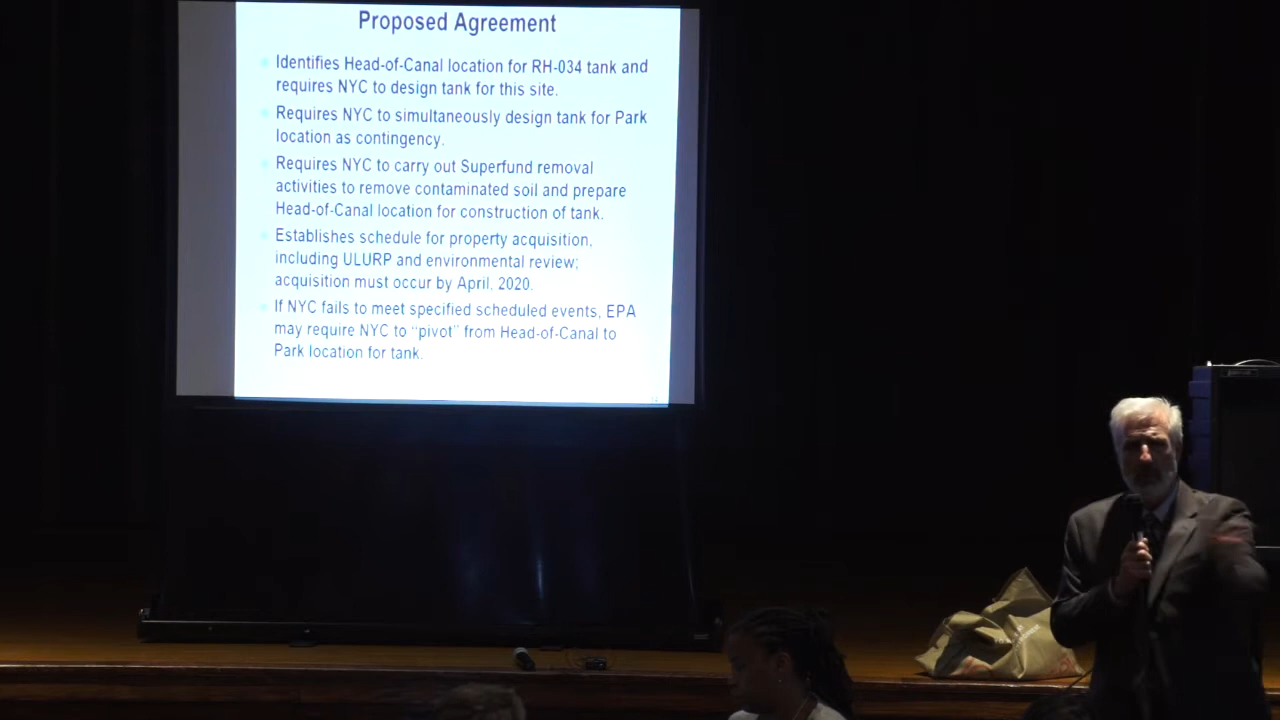 Proposed Agreement
Identifies Head-of-Canal location for RH-034 tank and
requires NYC to design tank for this site.
Requires NYC to simultaneously design tank for Park
location as contingency.
Requires NYC to carry out Superfund removal
activities to remove contaminated soil and prepare
Head-of-Canal location for construction of tank.
Establishes schedule for property acquisition,
including ULURP and environmental review;
acquisition must occur by April, 2020.
If NYC fails to meet specified scheduled events, EPA
may require NYC to “pivot” from Head-of-Canal to
Park location for tank.